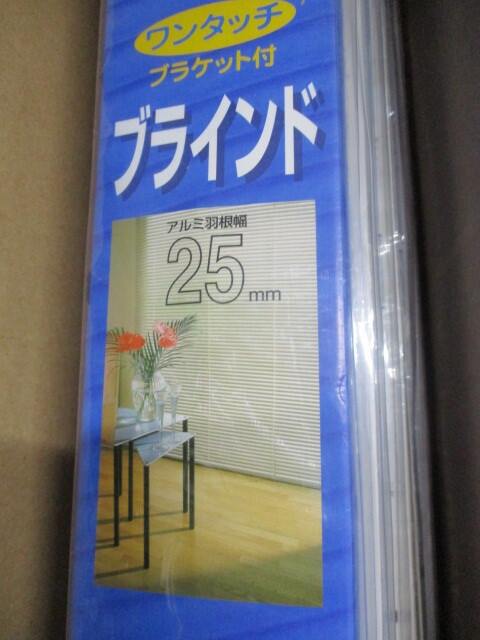 ワンタッチ
ブラケット付
ブラインド
アルミ羽根幅
25mm